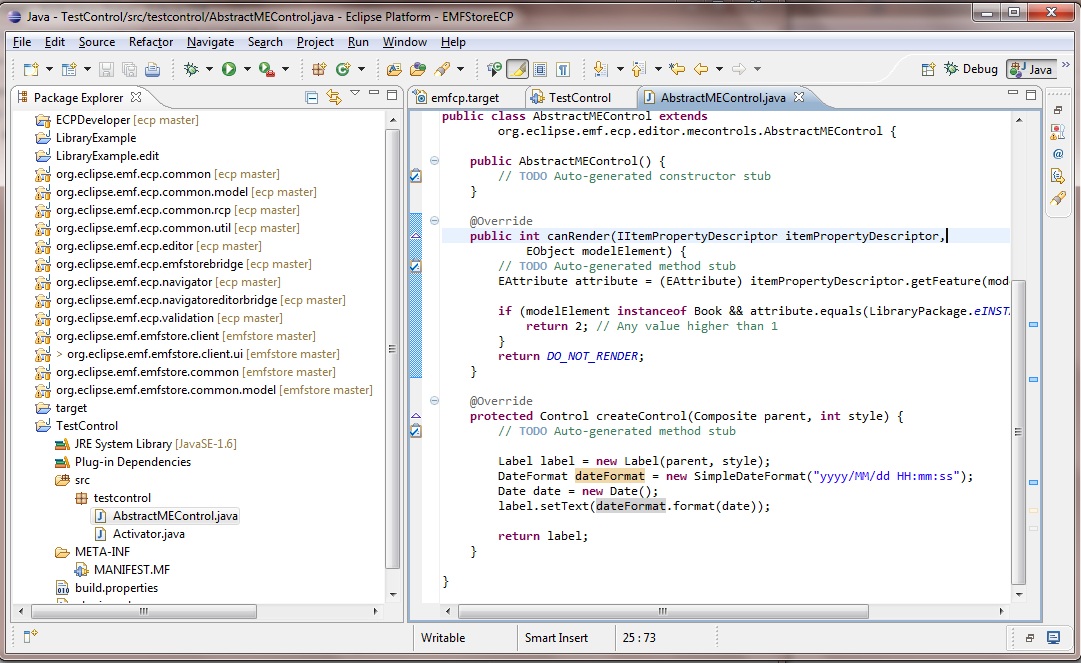 Java - TestControl/src/testcontrol/AbstractMEControl.java - Eclipse Platform - EMFStoreECP
File Edit Source Refactor Navigate Search Project Run Window Help
Debug Java »
Package Explorer
ECPDeveloper [ecp master]
LibraryExample
LibraryExample.edit
org.eclipse.emf.ecp.common [ecp master]
org.eclipse.emf.ecp.common.model [ecp master]
org.eclipse.emf.ecp.common.rcp [ecp master]
org.eclipse.emf.ecp.common.util [ecp master]
org.eclipse.emf.ecp.editor [ecp master]
org.eclipse.emf.ecp.emfstorebridge [ecp master]
org.eclipse.emf.ecp.navigator [ecp master]
org.eclipse.emf.ecp.navigatoreditorbridge [ecp master]
org.eclipse.emf.ecp.validation [ecp master]
org.eclipse.emf.emfstore.client [emfstore master]
> org.eclipse.emf.emfstore.client.ui [emfstore master]
org.eclipse.emf.emfstore.common [emfstore master]
org.eclipse.emf.emfstore.common.model [emfstore master]
target
TestControl
JRE System Library [JavaSE-1.6]
Plug-in Dependencies
src
testcontrol
AbstractMEControl.java
Activator.java
META-INF
MANIFEST.MF
build.properties
emfcp.target TestControl AbstractMEControl.java
public class AbstractMEControl extends
org.eclipse.emf.ecp.editor.mecontrols.AbstractMEControl {
public AbstractMEControl() {
// TODO Auto-generated constructor stub
}
@Override
public int canRender(IItemPropertyDescriptor itemPropertyDescriptor,
EObject modelElement) {
// TODO Auto-generated method stub
EAttribute attribute = (EAttribute) itemPropertyDescriptor.getFeature(mod
if (modelElement instanceof Book && attribute.equals(LibraryPackage.eINST
return 2; // Any value higher than 1
}
return DO_NOT_RENDER;
}
@Override
protected Control createControl(Composite parent, int style) {
// TODO Auto-generated method stub
Label label = new Label(parent, style);
DateFormat dateFormat = new SimpleDateFormat("yyyy/MM/dd HH:mm:ss");
Date date = new Date();
label.setText(dateFormat.format(date));
return label;
}
}
Writable Smart Insert 25 : 73